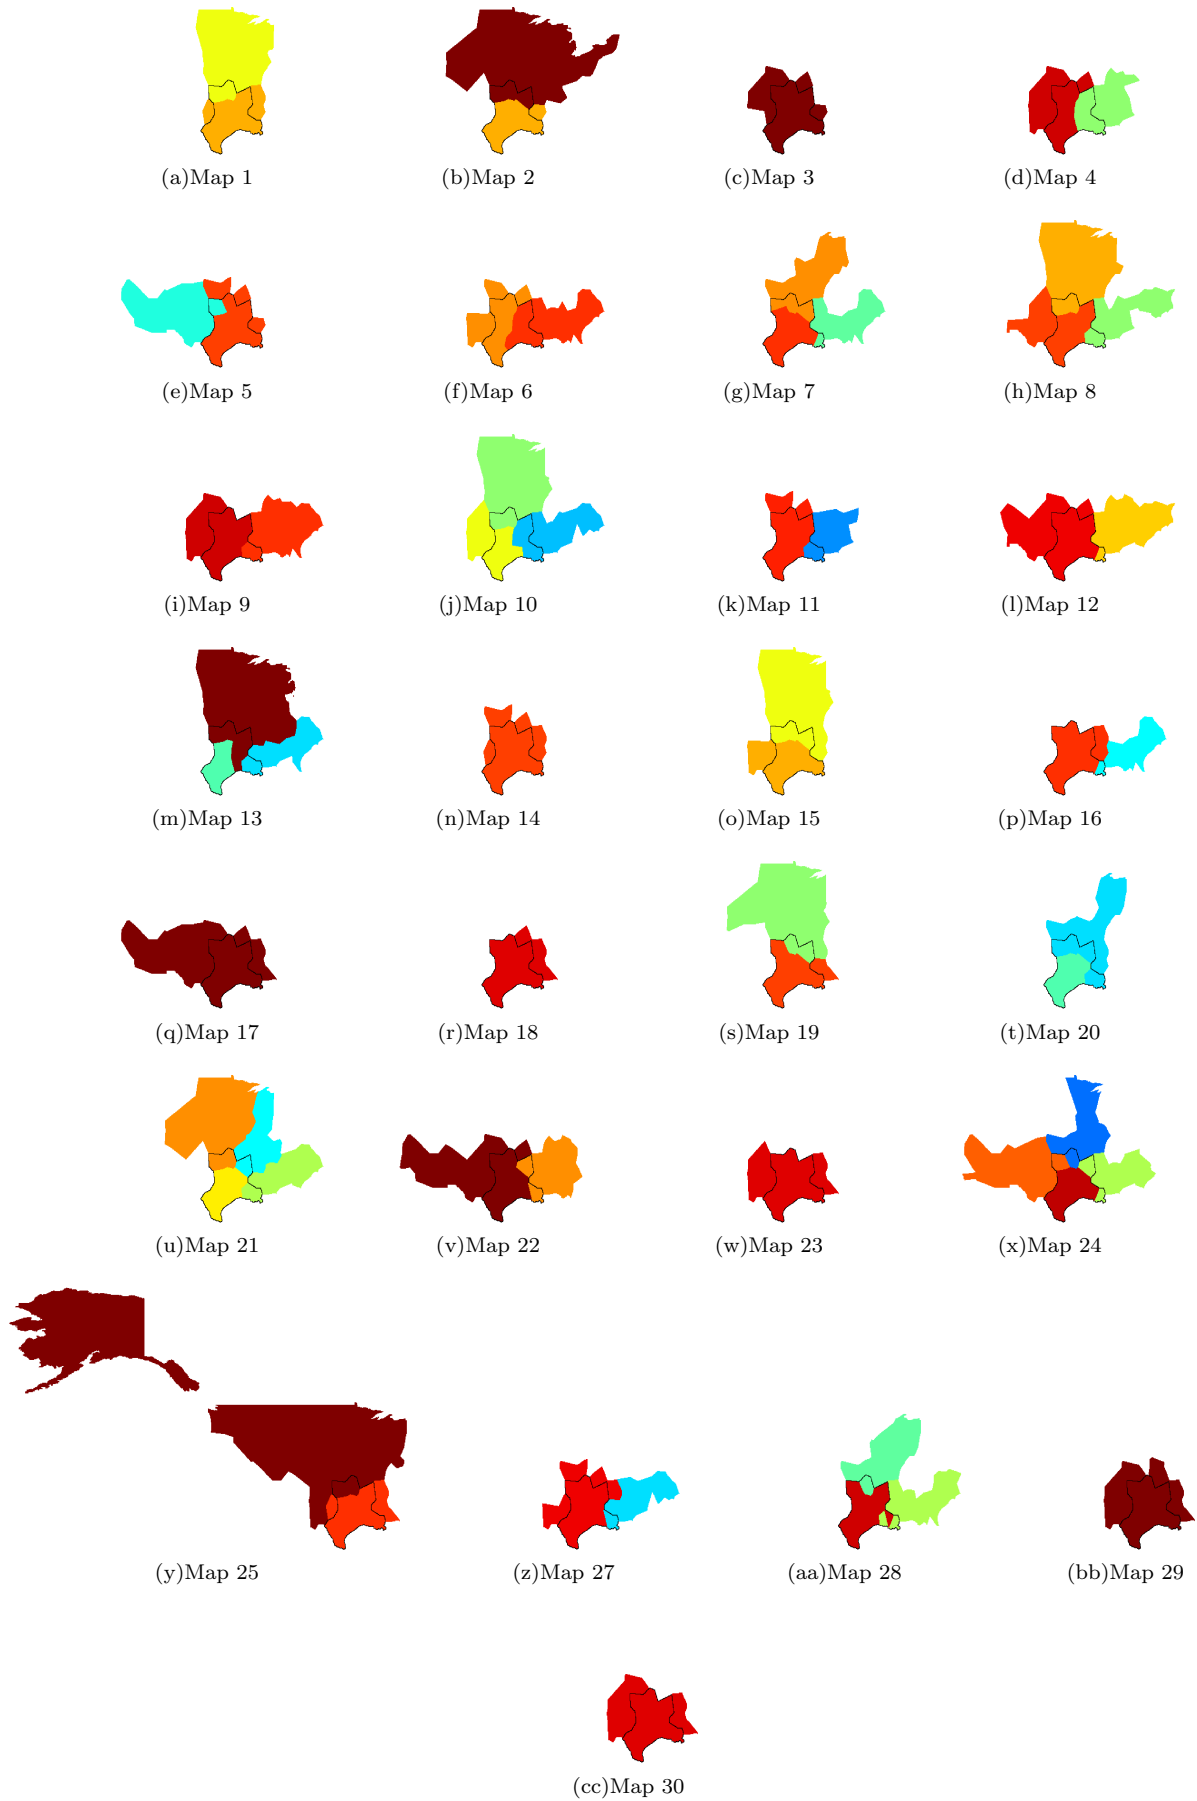 (a)Map 1
(b)Map 2
(c)Map 3
(d)Map 4
(e)Map 5
(f)Map 6
(g)Map 7
(h)Map 8
(i)Map 9
(j)Map 10
(k)Map 11
(l)Map 12
(m)Map 13
(n)Map 14
(o)Map 15
(p)Map 16
(q)Map 17
(r)Map 18
(s)Map 19
(t)Map 20
(u)Map 21
(v)Map 22
(w)Map 23
(x)Map 24
(y)Map 25
(z)Map 27
(aa)Map 28
(bb)Map 29
(cc)Map 30